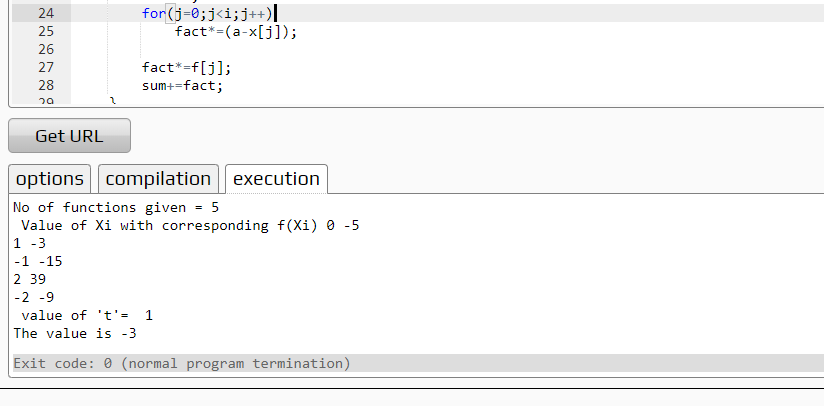 24 for(j=0;j<i;j++)
25 fact*=(a-x[j]);
26
27 fact*=f[j];
28 sum+=fact;
29 }
Get URL
options compilation execution
No of functions given = 5
Value of Xi with corresponding f(Xi) 0 -5
1 -3
-1 -15
2 39
-2 -9
value of 't'= 1
The value is -3
Exit code: 0 (normal program termination)